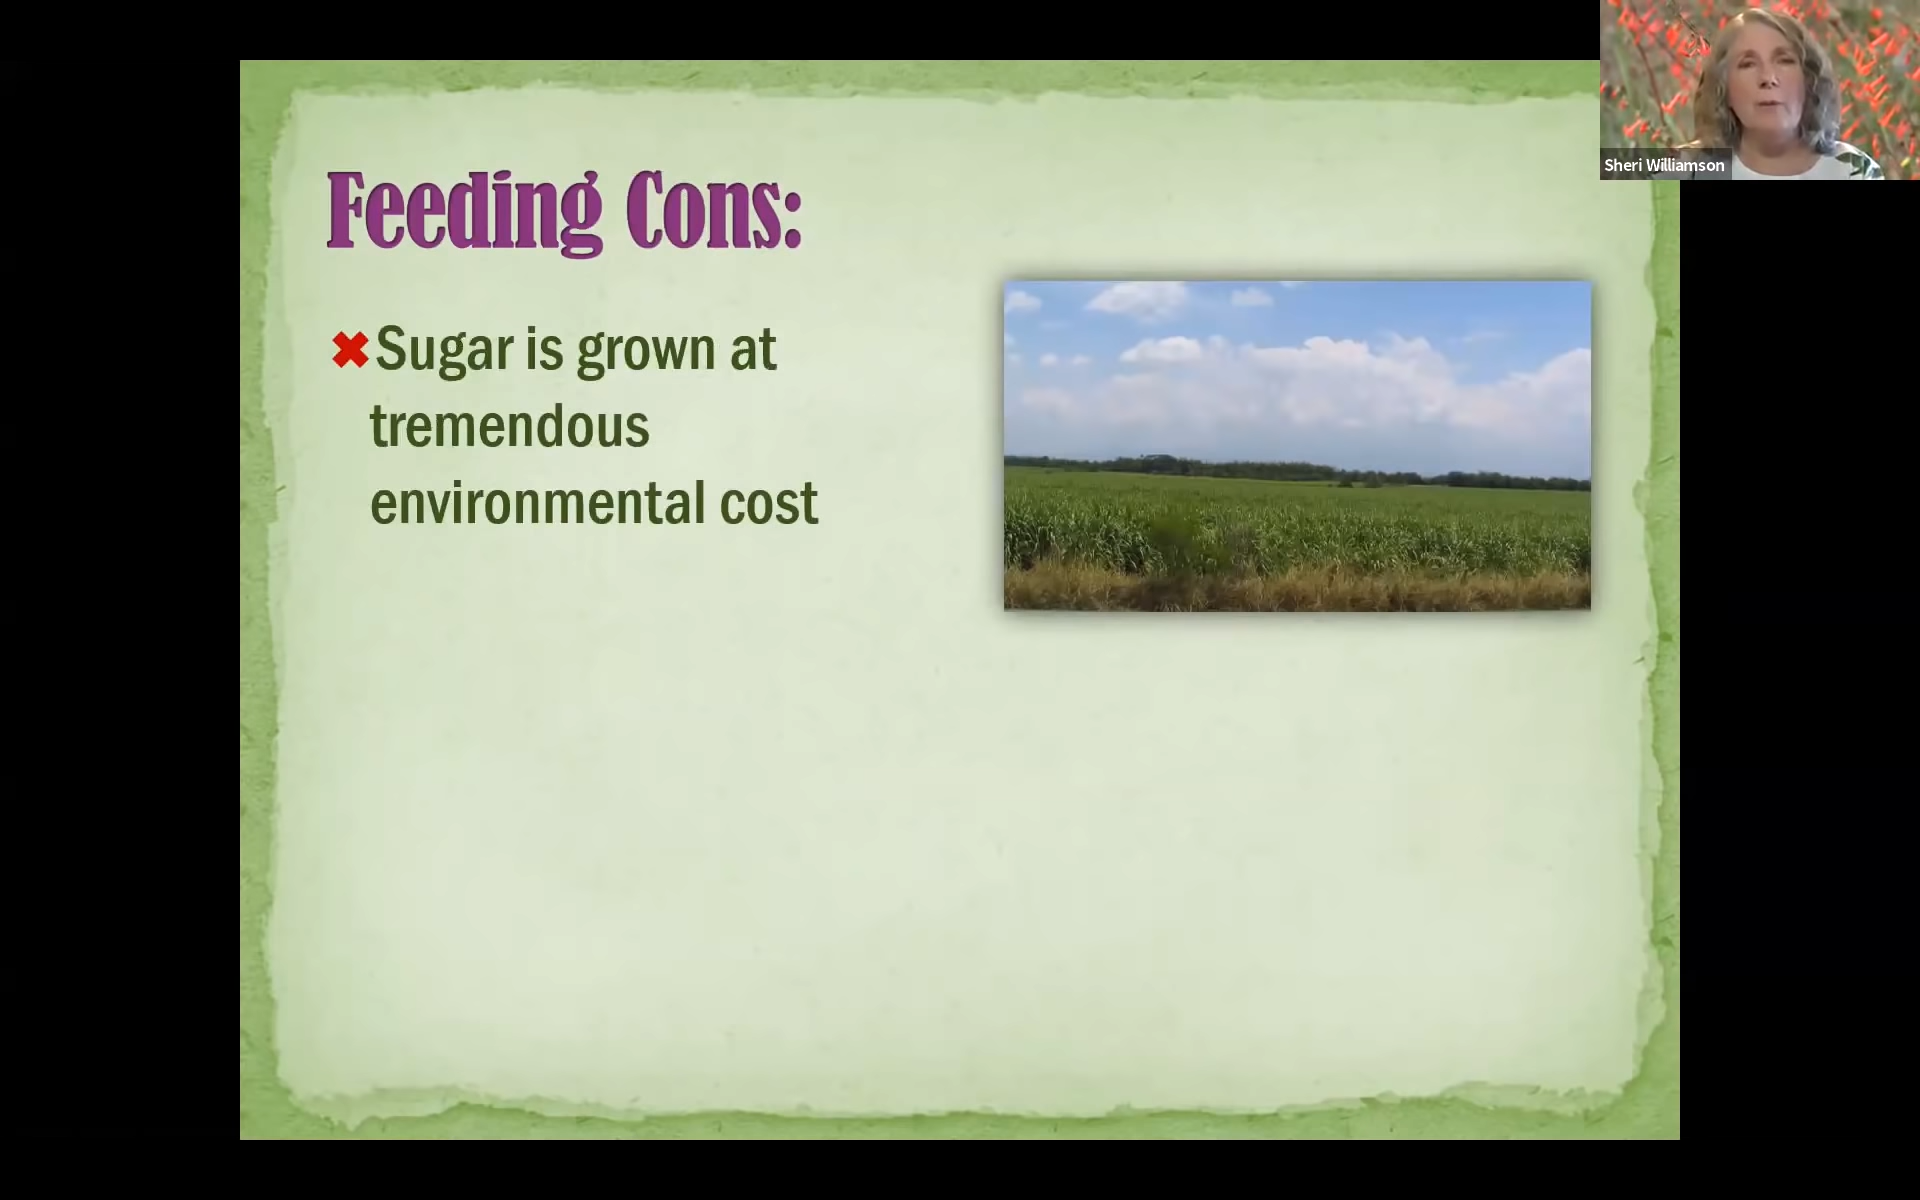 Feeding Cons:
Sugar is grown at
tremendous
environmental cost
Sheri Williamson